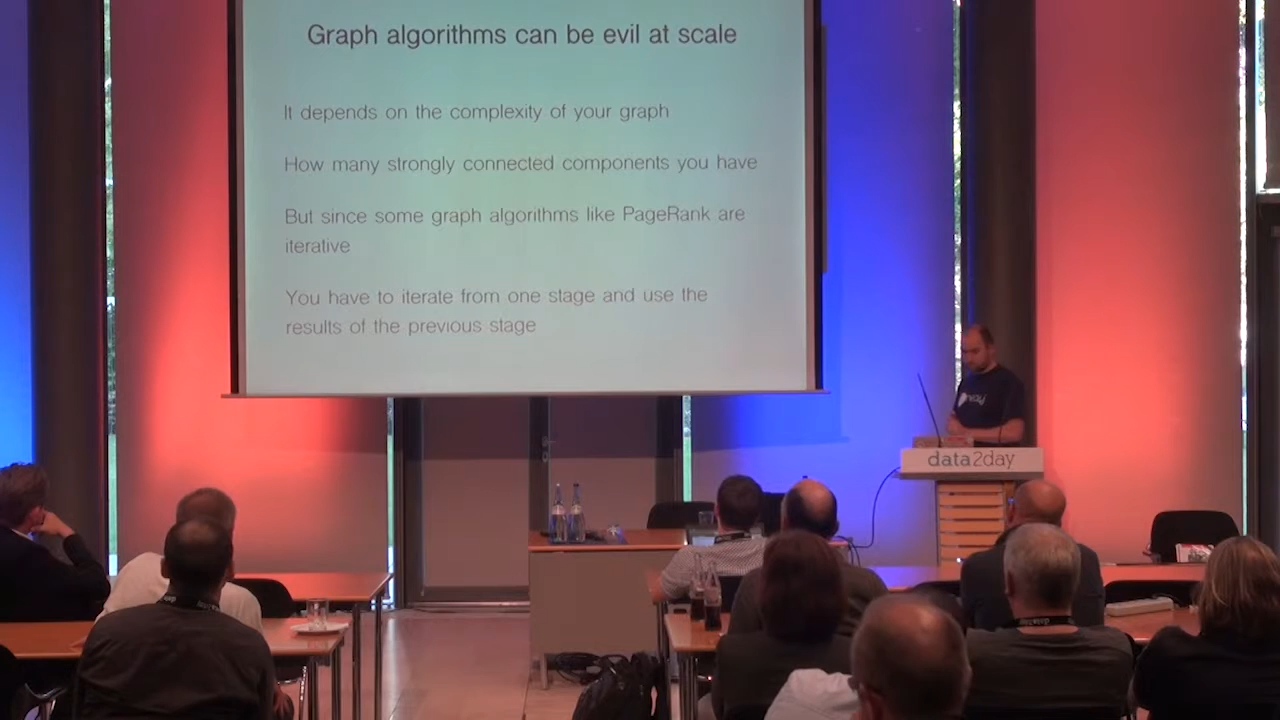 Graph algorithms can be evil at scale
It depends on the complexity of your graph
How many strongly connected components you have
But since some graph algorithms like PageRank are
iterative
You have to iterate from one stage and use the
results of the previous stage
data2day